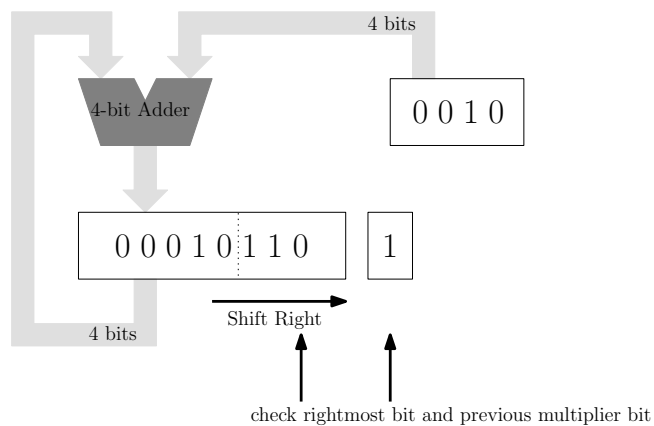 4 bits
4-bit Adder
0 0 1 0
0 0 0 1 0 1 1 0
1
Shift Right
4 bits
check rightmost bit and previous multiplier bit